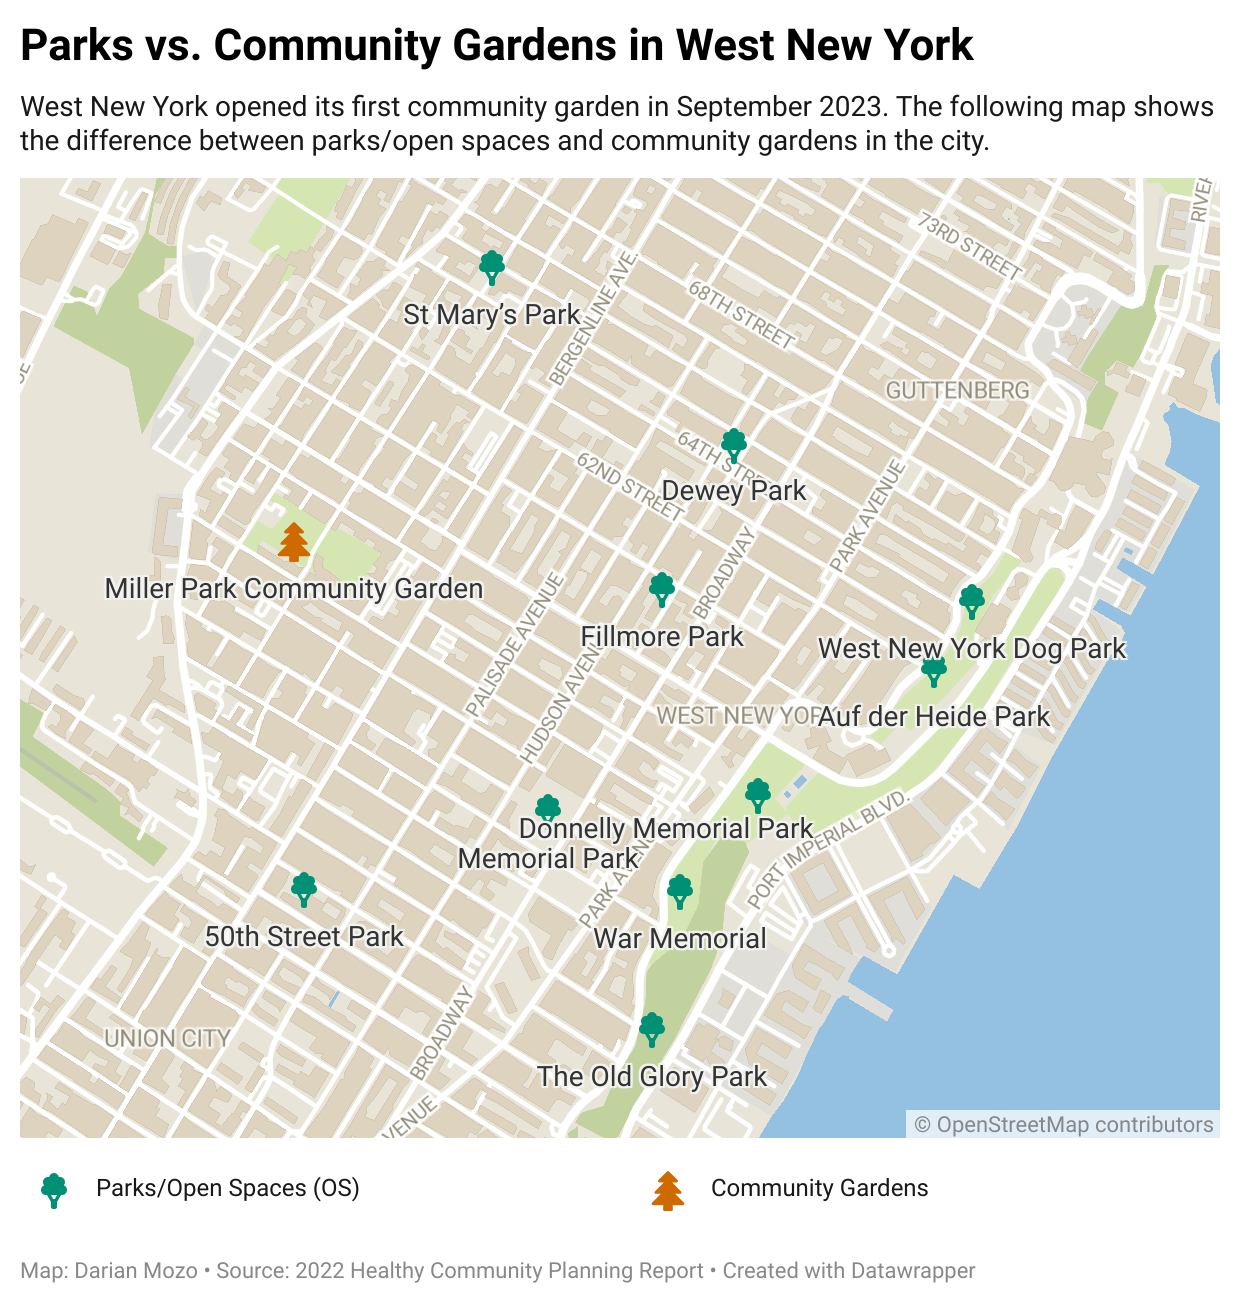 Parks vs. Community Gardens in West New York
West New York opened its first community garden in September 2023. The following map shows
the difference between parks/open spaces and community gardens in the city.
RIVER
73RD STREET
St Mary’s Park
BERGENLINE AVE.
68TH STREET
GUTTENBERG
64TH STRE
62ND STREET
Dewey Park
PARK AVENUE
Miller Park Community Garden
BROADWAY
PALISADE AVENUE
Fillmore Park
HUDSON AVEN
West New York Dog Park
WEST NEW YOR
Auf der Heide Park
Donnelly Memorial Park
Memorial Park
PORT IMPERIAL BLVD.
PARK AVENU
50th Street Park
War Memorial
UNION CITY
BROADWAY
The Old Glory Park
VENUE
© OpenStreetMap contributors
Parks/Open Spaces (OS)
Community Gardens
Map: Darian Mozo • Source: 2022 Healthy Community Planning Report • Created with Datawrapper